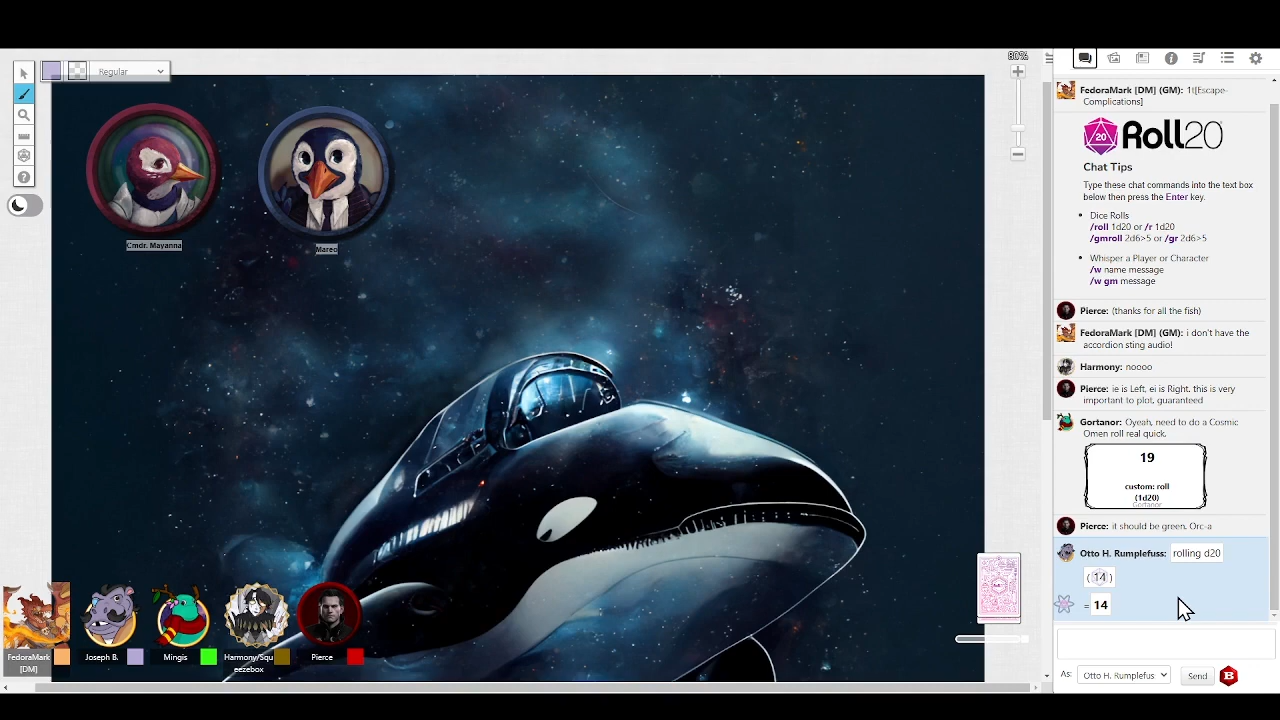 Regular
80%
Cmdr. Mayanna
Mareo
FedoraMark [DM] (GM): 1t[Escape-
Complications]
20
Roll20
Chat Tips
Type these chat commands into the text box
below then press the Enter key.
Dice Rolls
/roll 1d20 or /r 1d20
/gmroll 2d6>5 or /gr 2d6>5
Whisper a Player or Character
/w name message
/w gm message
Pierce: (thanks for all the fish)
FedoraMark [DM] (GM): i don't have the
accordion sting audio!
Harmony: noooo
Pierce: ie is Left, ei is Right. this is very
important to plot, guaranteed
Gortanor: Oyeah, need to do a Cosmic
Omen roll real quick.
19
custom: roll
(1d20)
Gortanor
Pierce: it should be green. Orc-a
Otto H. Rumplefuss: rolling d20
(14)
= 14
FedoraMark
[DM]
Joseph B.
Mingis
Harmony/Squ
eezebox
Pierce
As:
Otto H. Rumplefus
Send
B